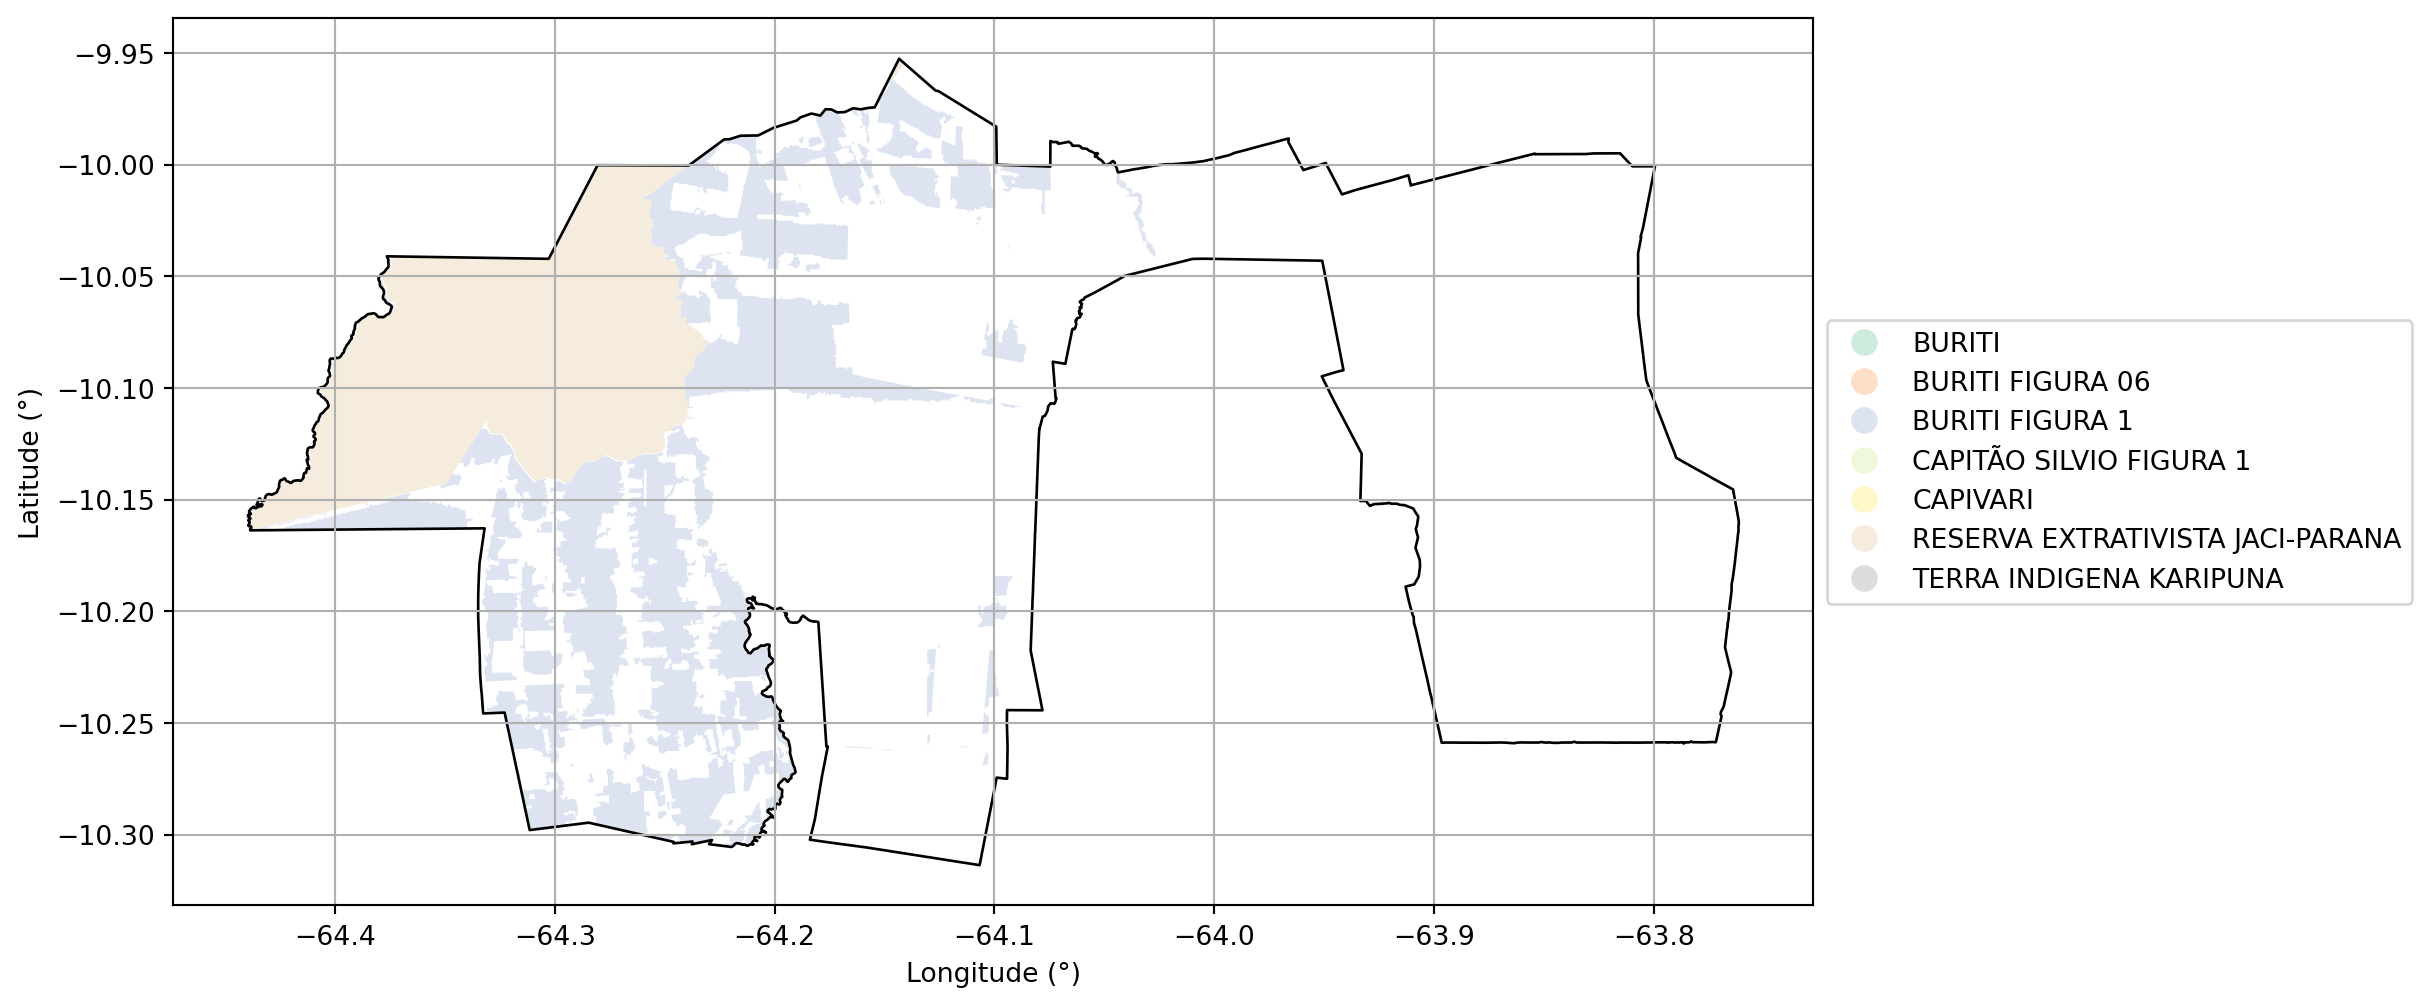 −9.95
−10.00
−10.05
−10.10
−10.15
−10.20
−10.25
−10.30
Latitude (°)
−64.4
−64.3
−64.2
−64.1
−64.0
−63.9
−63.8
Longitude (°)
BURITI
BURITI FIGURA 06
BURITI FIGURA 1
CAPITÃO SILVIO FIGURA 1
CAPIVARI
RESERVA EXTRATIVISTA JACI-PARANA
TERRA INDIGENA KARIPUNA